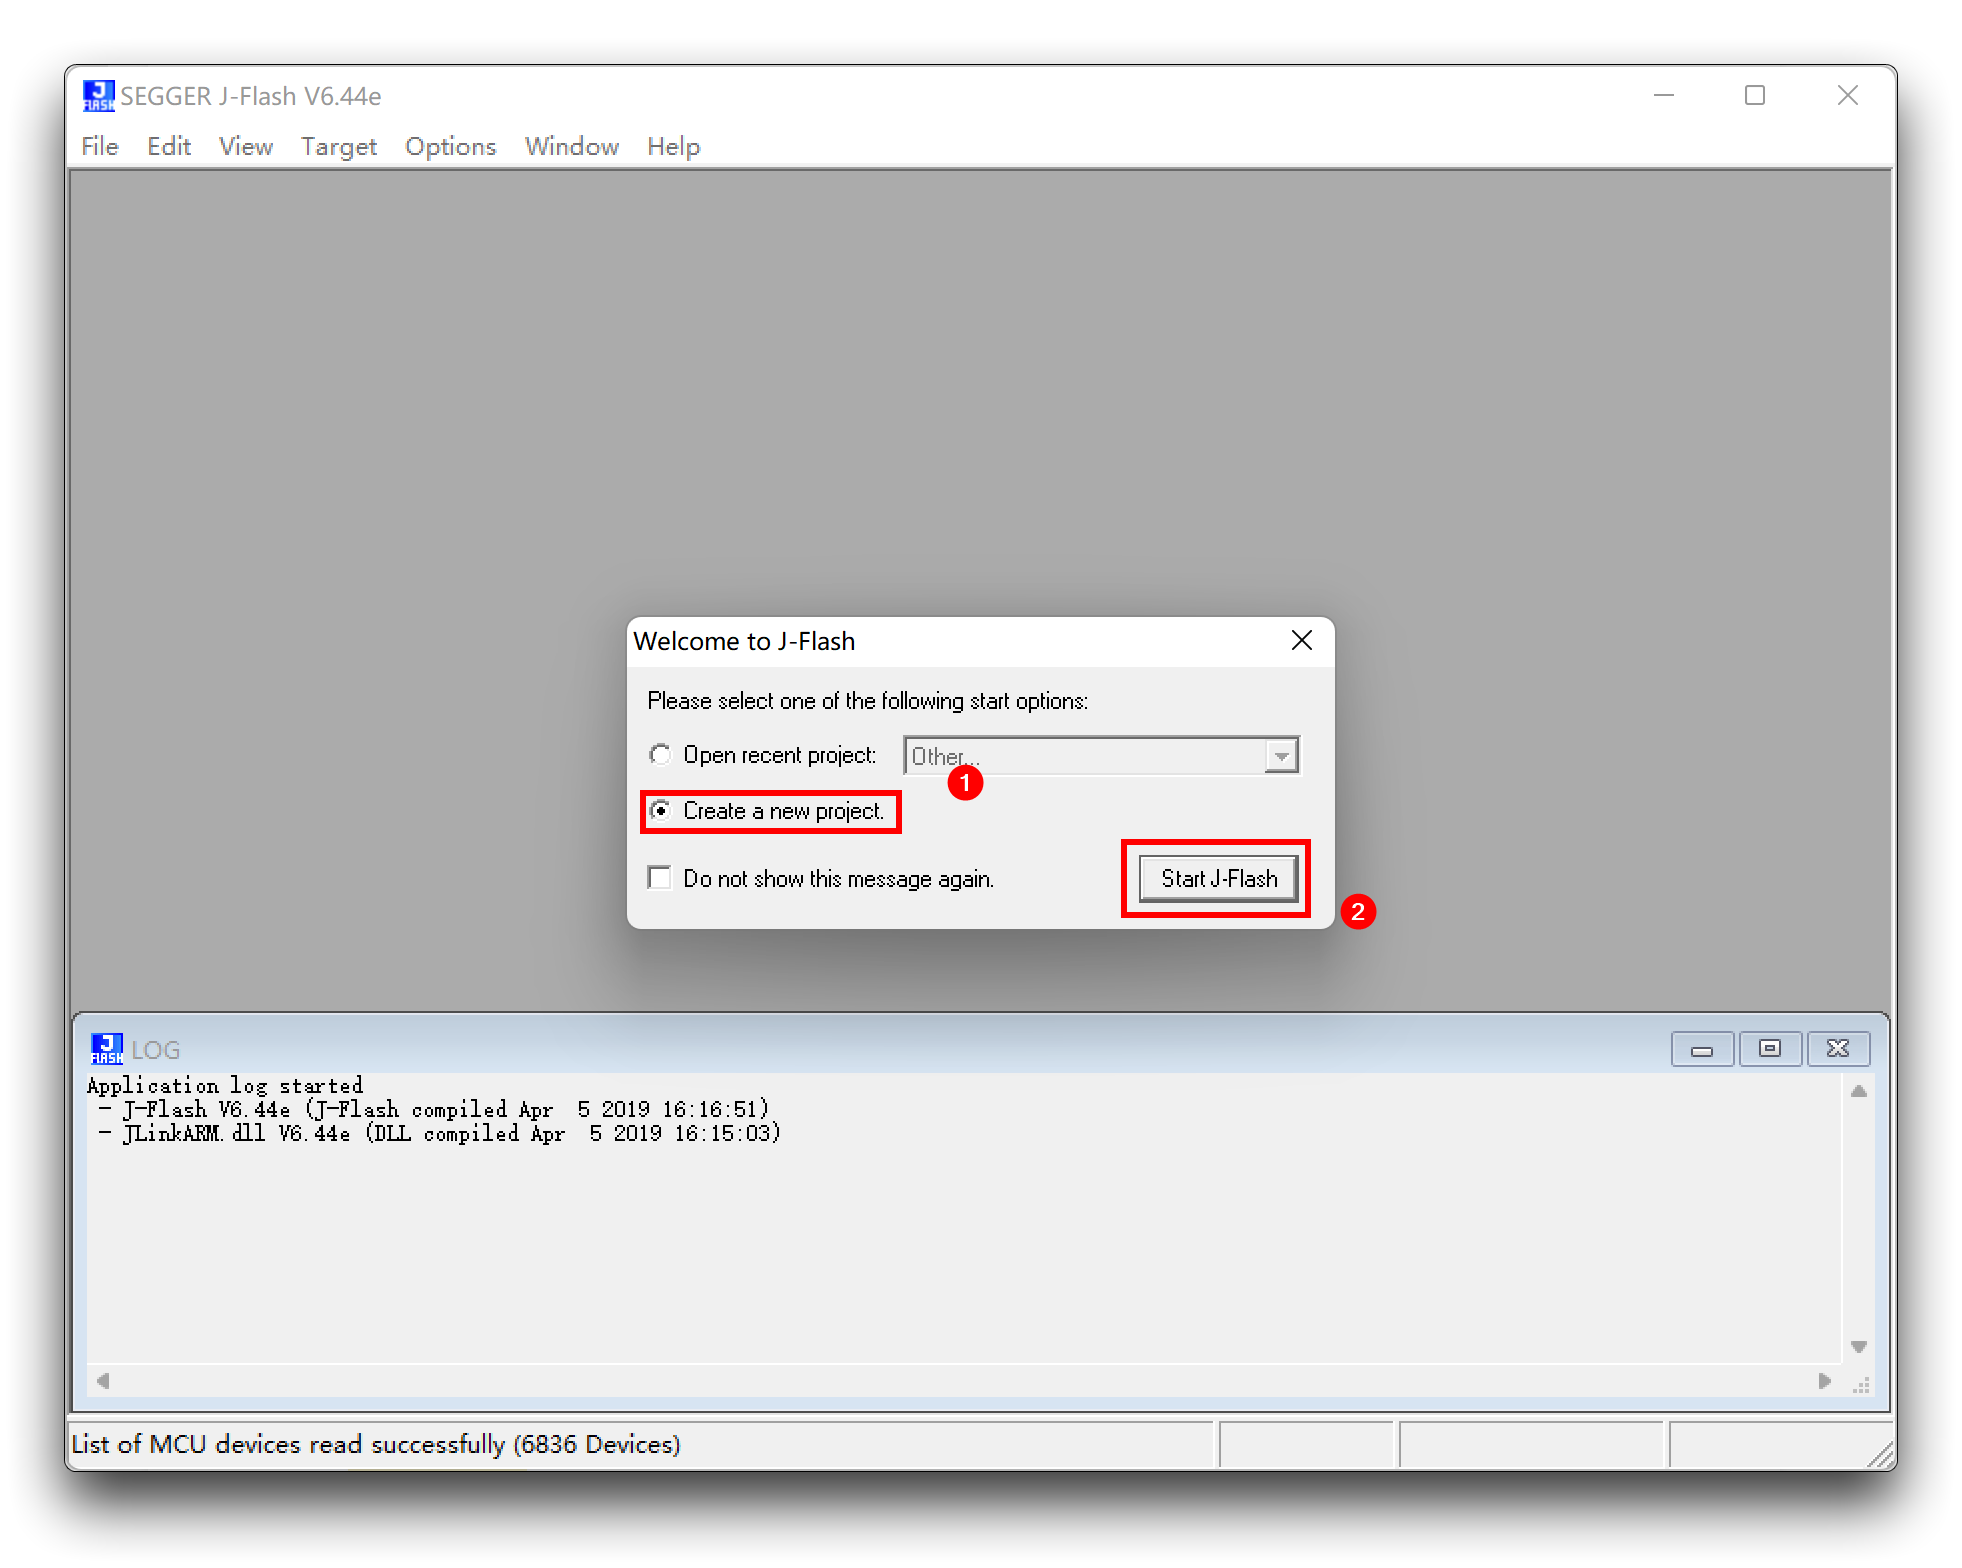 SEGGER J-Flash V6.44e
File Edit View Target Options Window Help
Welcome to J-Flash
Please select one of the following start options:
Open recent project: Other...
1
Create a new project.
Do not show this message again. Start J-Flash
2
J FLASH LOG
Application log started
- J-Flash V6.44e (J-Flash compiled Apr  5 2019 16:16:51)
- JLinkARM.dll V6.44e (DLL compiled Apr  5 2019 16:15:03)
List of MCU devices read successfully (6836 Devices)